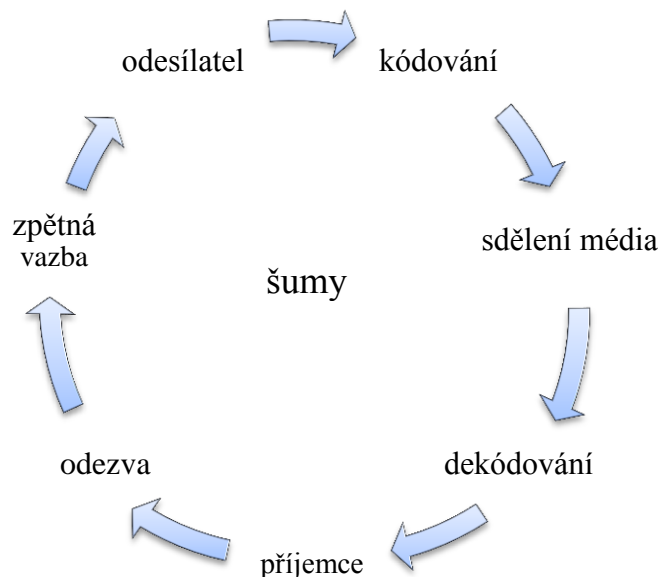 odesílatel
kódování
sdělení média
dekódování
příjemce
odezva
zpětná
vazba
šumy